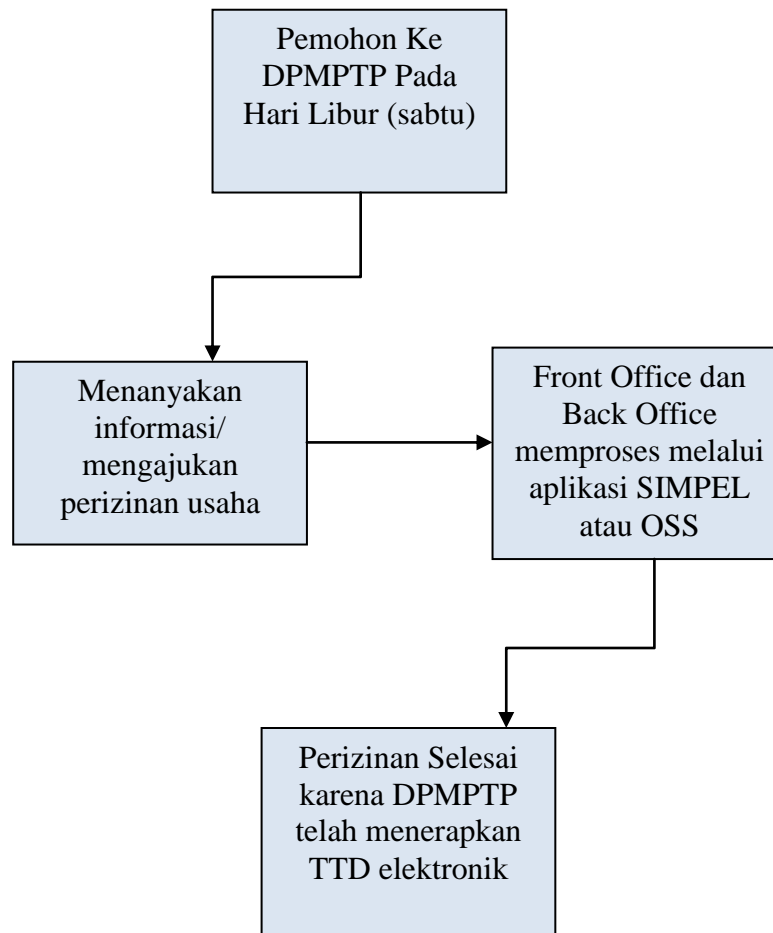 Pemohon Ke
DPMPTP Pada
Hari Libur (sabtu)
Menanyakan
informasi/
mengajukan
perizinan usaha
Front Office dan
Back Office
memproses melalui
aplikasi SIMPEL
atau OSS
Perizinan Selesai
karena DPMPTP
telah menerapkan
TTD elektronik